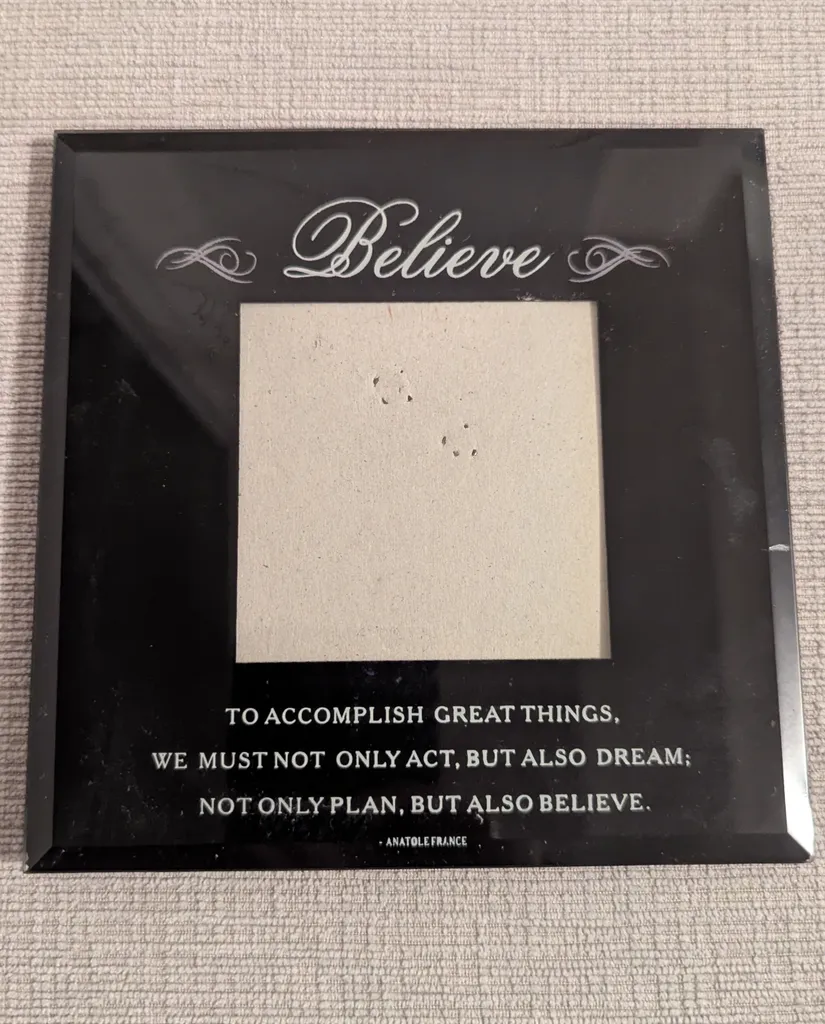 Believe
TO ACCOMPLISH GREAT THINGS,
WE MUST NOT ONLY ACT, BUT ALSO DREAM;
NOT ONLY PLAN, BUT ALSO BELIEVE.
- ANATOLE FRANCE